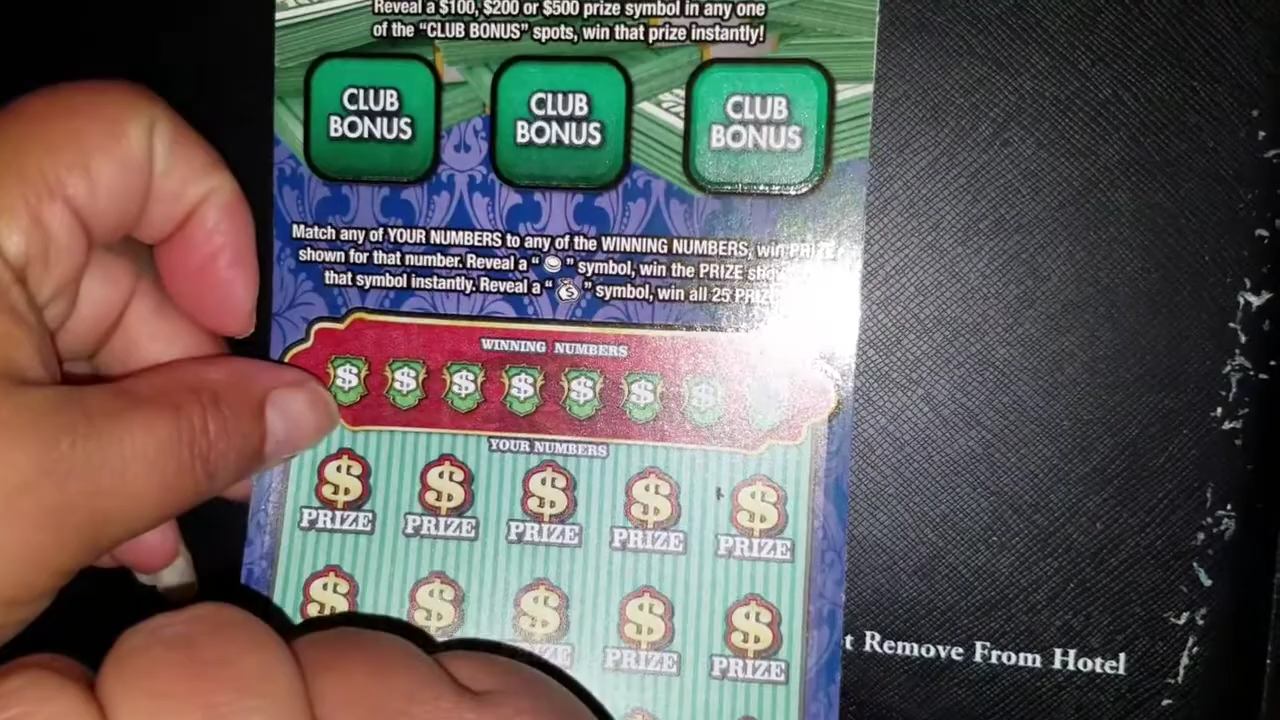 Reveal a $100, $200 or $500 prize symbol in any one
of the "CLUB BONUS" spots, win that prize instantly!
CLUB BONUS
CLUB BONUS
CLUB BONUS
Match any of YOUR NUMBERS to any of the WINNING NUMBERS, win PRIZE
shown for that number. Reveal a " " symbol, win the PRIZE
that symbol instantly. Reveal a " " symbol, win all 25
WINNING NUMBERS
$ $ $ $ $ $ $
YOUR NUMBERS
$ $ $ $ $
PRIZE PRIZE PRIZE PRIZE PRIZE
$ $ $ $ $
PRIZE PRIZE
Remove From Hotel